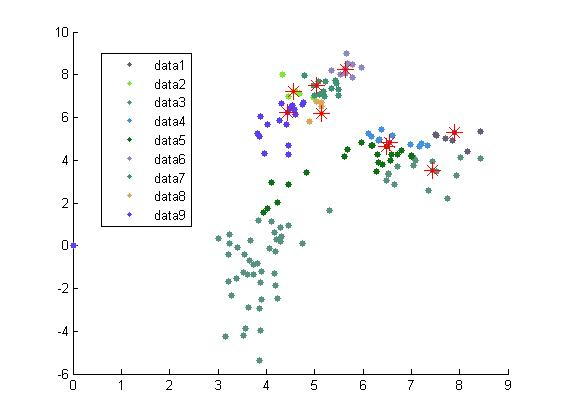 10
8
6
4
2
0
-2
-4
-6
data1
data2
data3
data4
data5
data6
data7
data8
data9
0 1 2 3 4 5 6 7 8 9